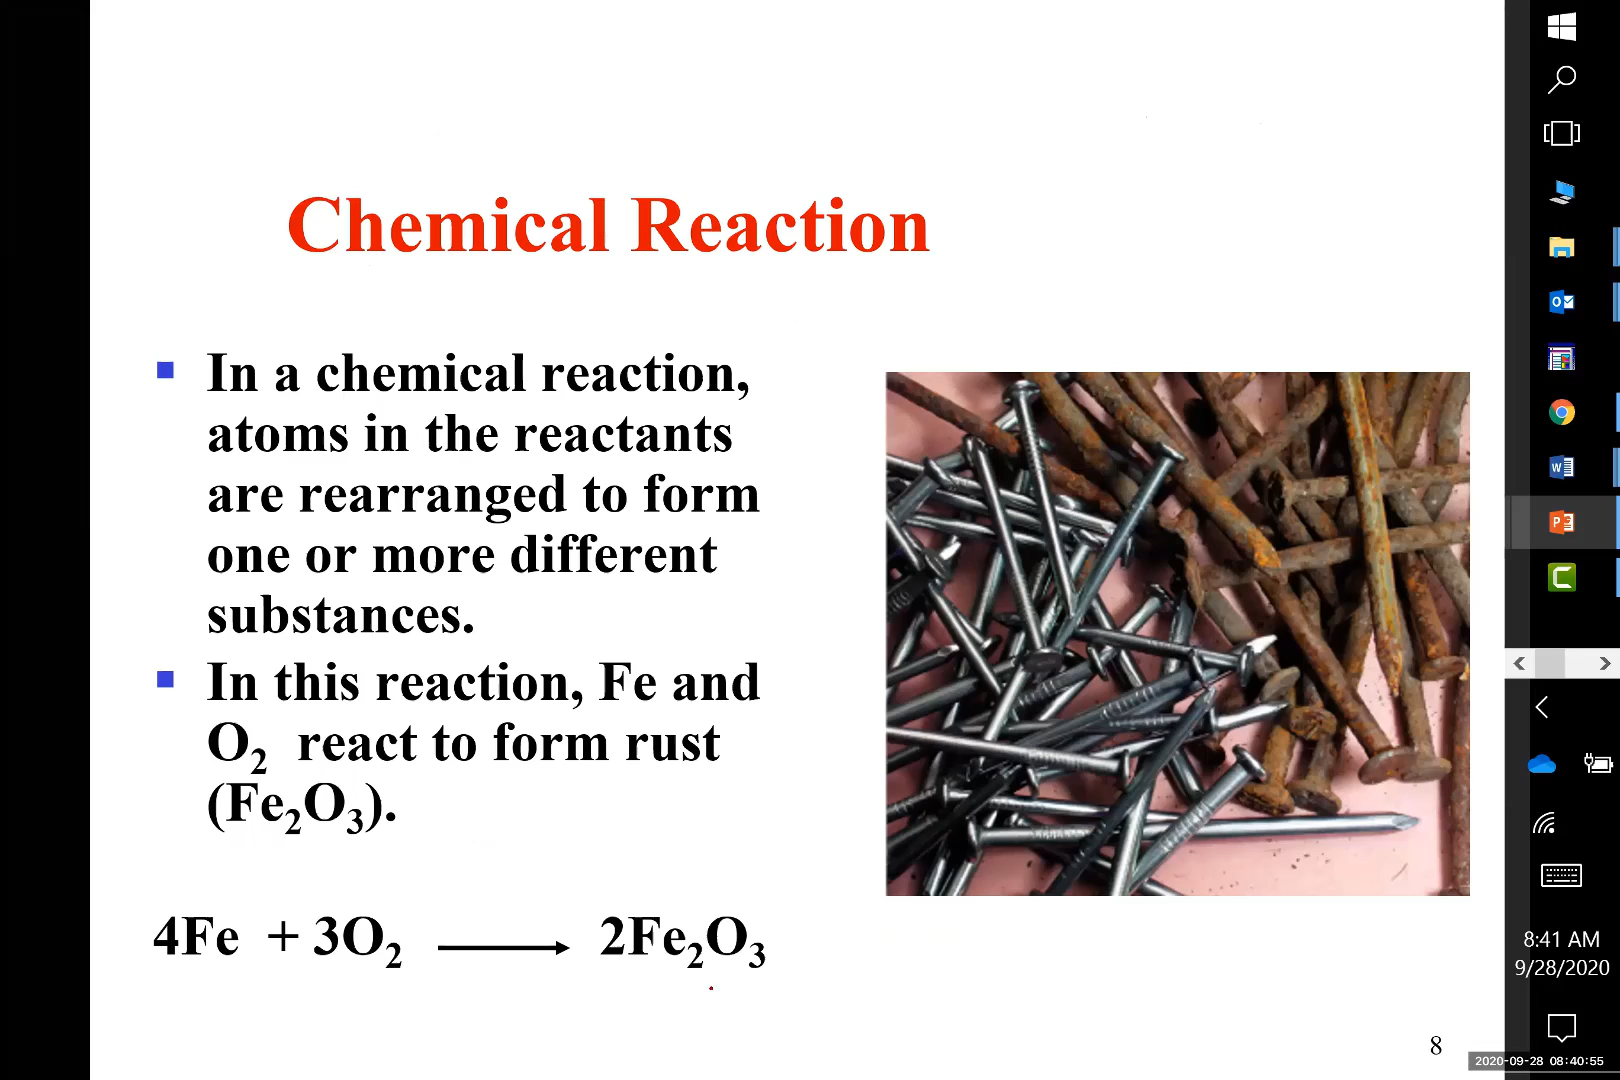 Chemical Reaction
In a chemical reaction,
atoms in the reactants
are rearranged to form
one or more different
substances.
In this reaction, Fe and
O₂ react to form rust
(Fe₂O₃).
4Fe + 3O₂ ⟶ 2Fe₂O₃
8
8:41 AM
9/28/2020
2020-09-28 08:40:55